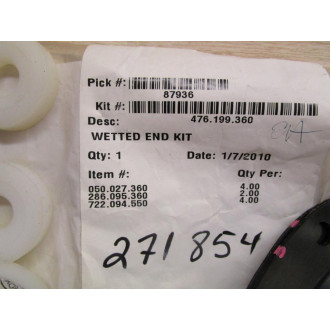 Pick #:
87936
Kit #:
476.199.360
Desc:
WETTED END KIT
Qty: 1 Date: 1/7/2010
Item #: Qty Per:
050.027.360 4.00
286.095.360 2.00
722.094.550 4.00
271854